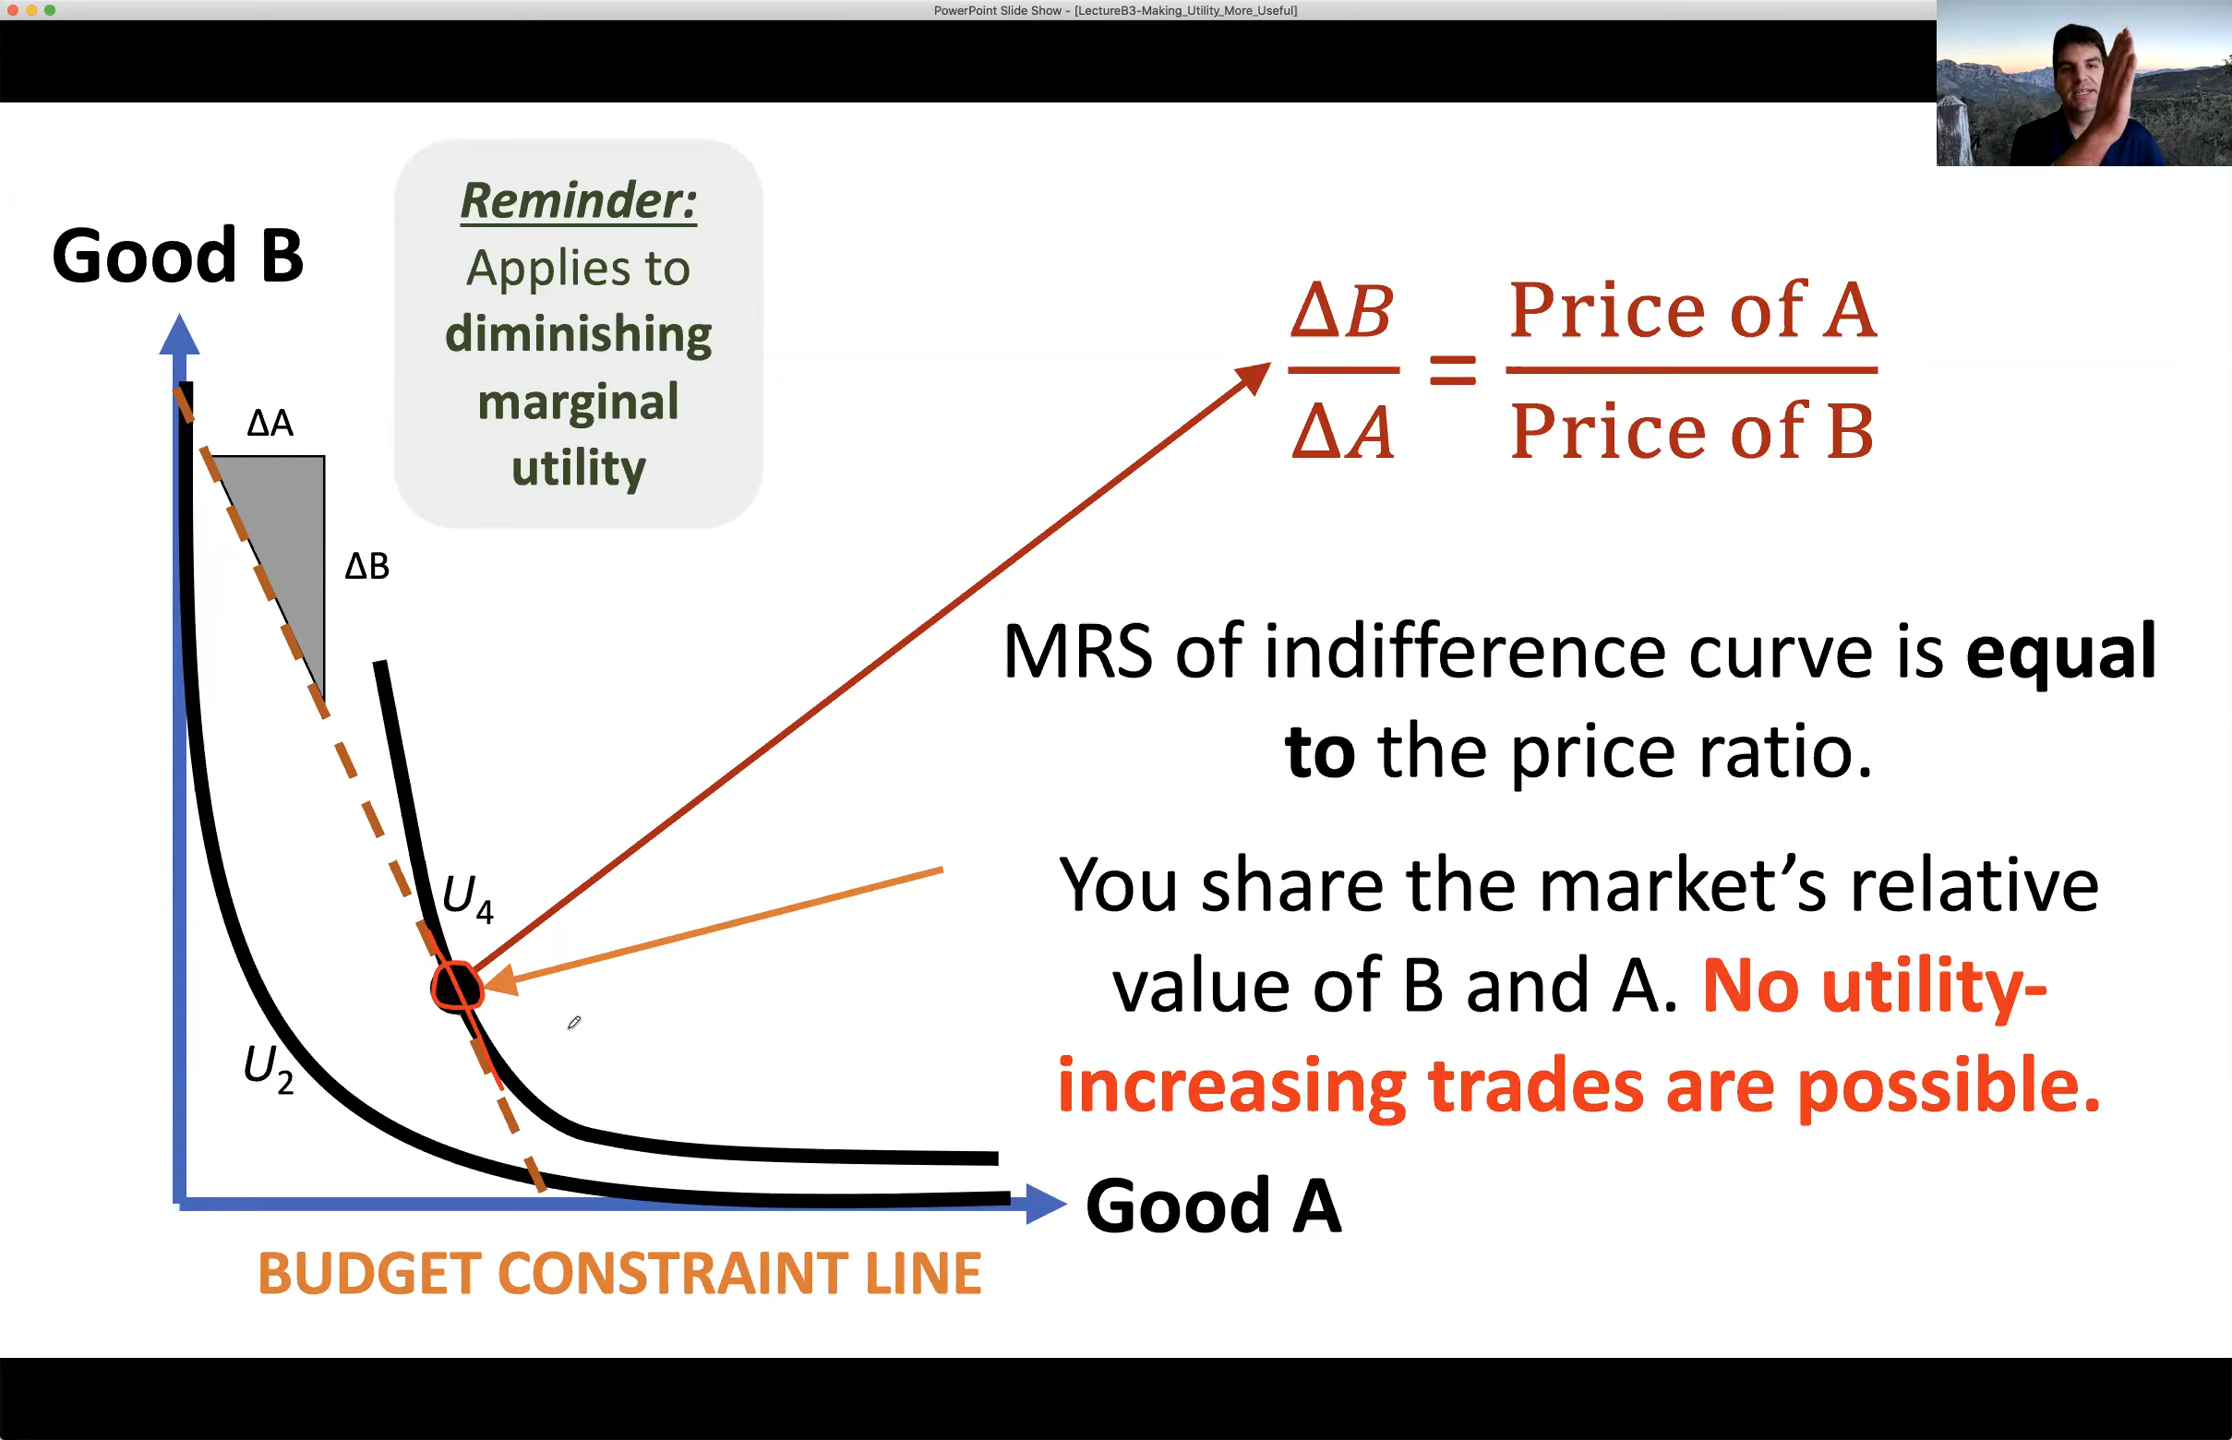 PowerPoint Slide Show - [LectureB3-Making_Utility_More_Useful]
Reminder:
Applies to
diminishing
marginal
utility
Good B
ΔA
ΔB
U4
U2
Good A
BUDGET CONSTRAINT LINE
ΔB/ΔA = Price of A/Price of B
MRS of indifference curve is equal
to the price ratio.
You share the market’s relative
value of B and A. No utility-
increasing trades are possible.